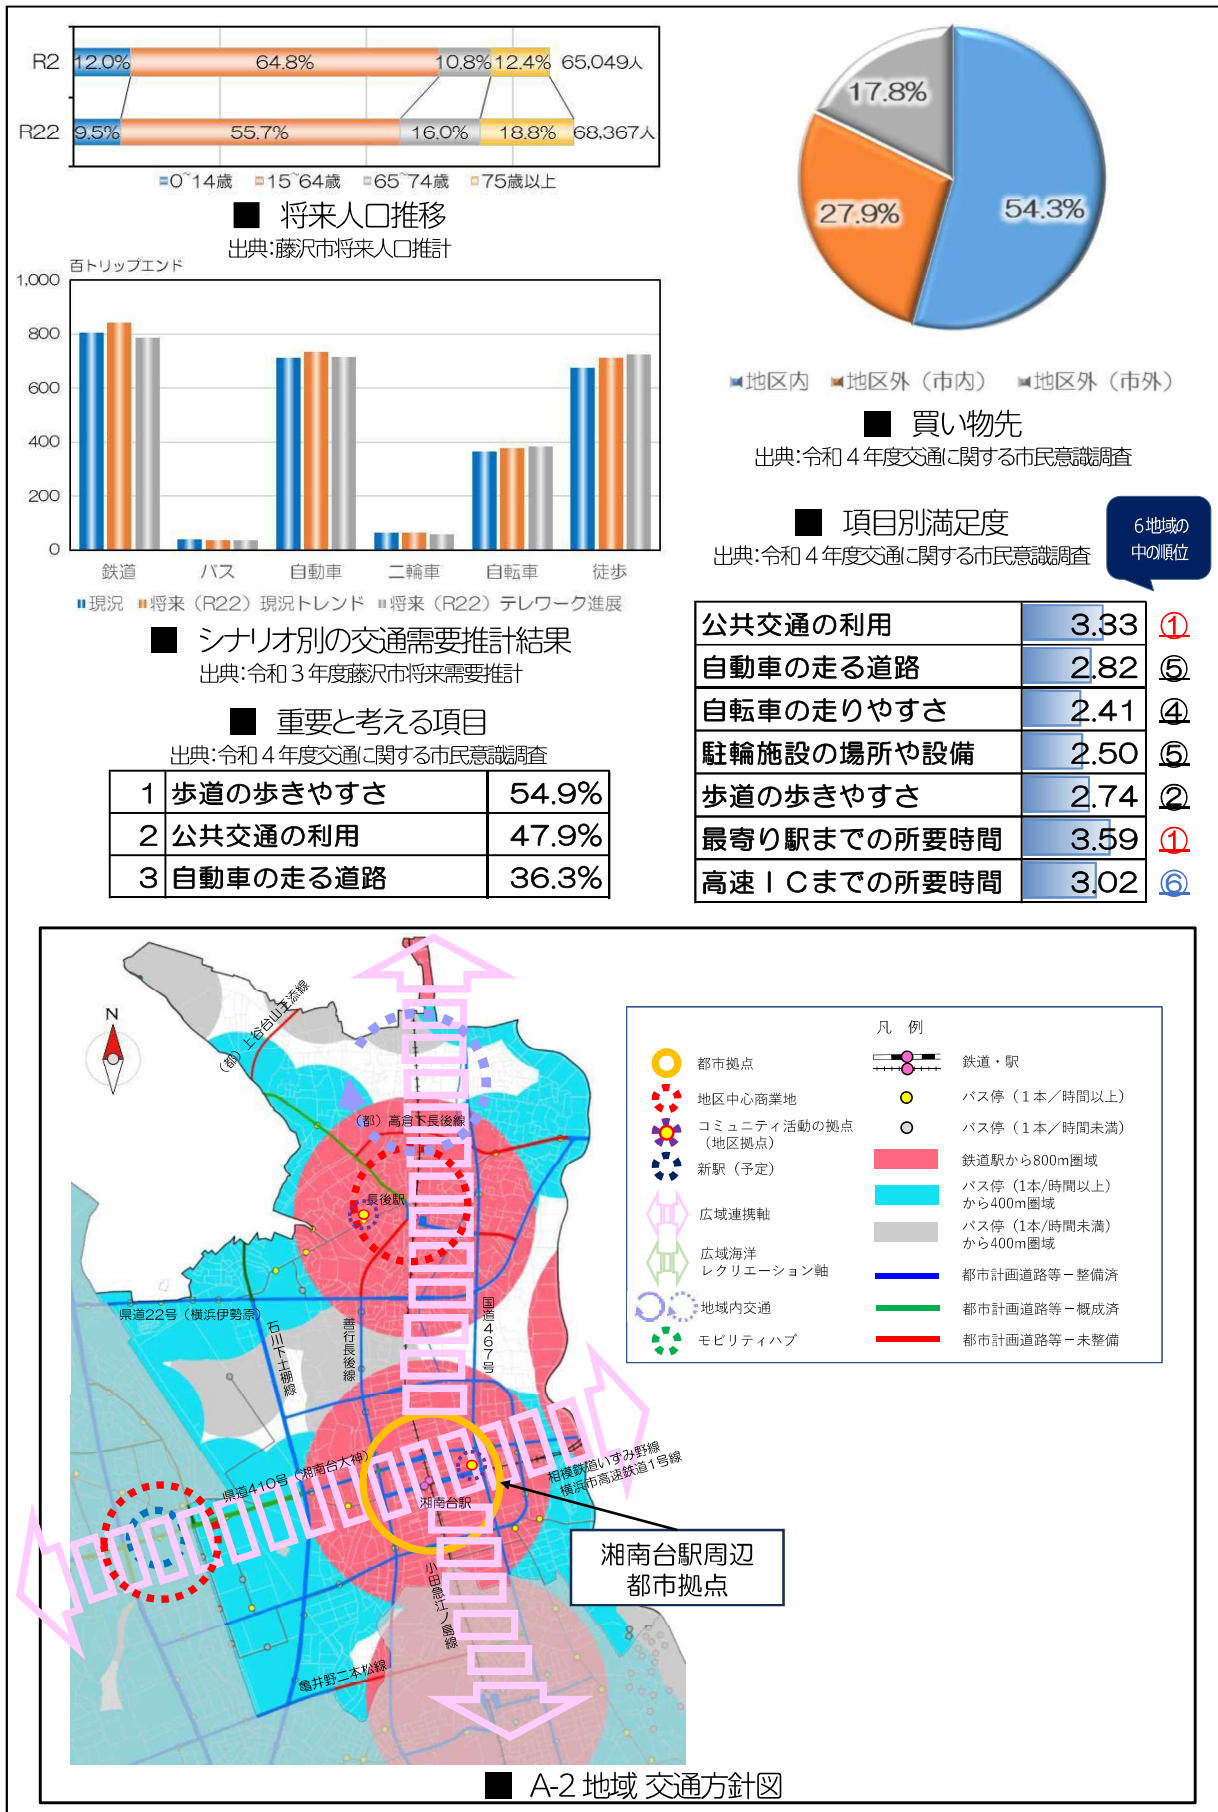 R2 12.0% 64.8% 10.8% 12.4% 65,049人
R22 9.5% 55.7% 16.0% 18.8% 68,367人
0~14歳 15~64歳 65~74歳 75歳以上
■ 将来人口推移
出典:藤沢市将来人口推計
百トリップエンド
1,000
800
600
400
200
0
鉄道 バス 自動車 二輪車 自転車 徒歩
現況 将来（R22）現況トレンド 将来（R22）テレワーク進展
■ シナリオ別の交通需要推計結果
出典:令和３年度藤沢市将来需要推計
■ 重要と考える項目
出典:令和４年度交通に関する市民意識調査
1 歩道の歩きやすさ 54.9%
2 公共交通の利用 47.9%
3 自動車の走る道路 36.3%
17.8%
27.9%
54.3%
地区内 地区外（市内） 地区外（市外）
■ 買い物先
出典:令和４年度交通に関する市民意識調査
■ 項目別満足度
出典:令和４年度交通に関する市民意識調査
6地域の
中の順位
公共交通の利用 3.33 ①
自動車の走る道路 2.82 ⑤
自転車の走りやすさ 2.41 ④
駐輪施設の場所や設備 2.50 ⑤
歩道の歩きやすさ 2.74 ②
最寄り駅までの所要時間 3.59 ①
高速ＩＣまでの所要時間 3.02 ⑥
N
（都）上谷台山王添線
（都）高倉下長後線
長後駅
県道22号（横浜伊勢原）
石川下土棚線
善行長後線
国道467号
県道410号（湘南台大神）
湘南台駅
相模鉄道いずみ野線
横浜市高速鉄道1号線
小田急江ノ島線
亀井野二本松線
湘南台駅周辺
都市拠点
凡 例
都市拠点
地区中心商業地
コミュニティ活動の拠点
（地区拠点）
新駅（予定）
広域連携軸
広域海洋
レクリエーション軸
地域内交通
モビリティハブ
鉄道・駅
バス停（１本／時間以上）
バス停（１本／時間未満）
鉄道駅から800m圏域
バス停（1本/時間以上）
から400m圏域
バス停（1本/時間未満）
から400m圏域
都市計画道路等－整備済
都市計画道路等－概成済
都市計画道路等－未整備
■ A-2 地域 交通方針図